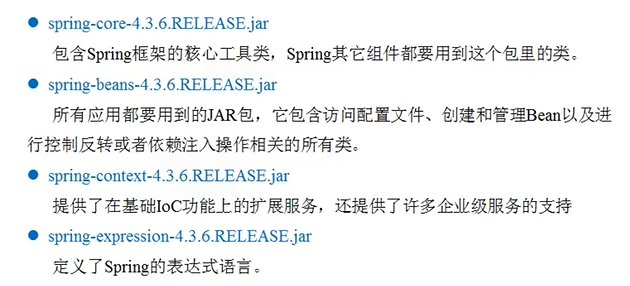 spring-core-4.3.6.RELEASE.jar
包含Spring框架的核心工具类，Spring其它组件都要用到这个包里的类。
spring-beans-4.3.6.RELEASE.jar
所有应用都要用到的JAR包，它包含访问配置文件、创建和管理Bean以及进
行控制反转或者依赖注入操作相关的所有类。
spring-context-4.3.6.RELEASE.jar
提供了在基础IoC功能上的扩展服务，还提供了许多企业级服务的支持
spring-expression-4.3.6.RELEASE.jar
定义了Spring的表达式语言。